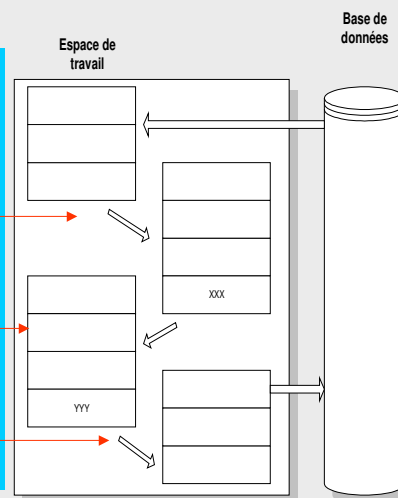 Base de
données
Espace de
travail
XXX
YYY